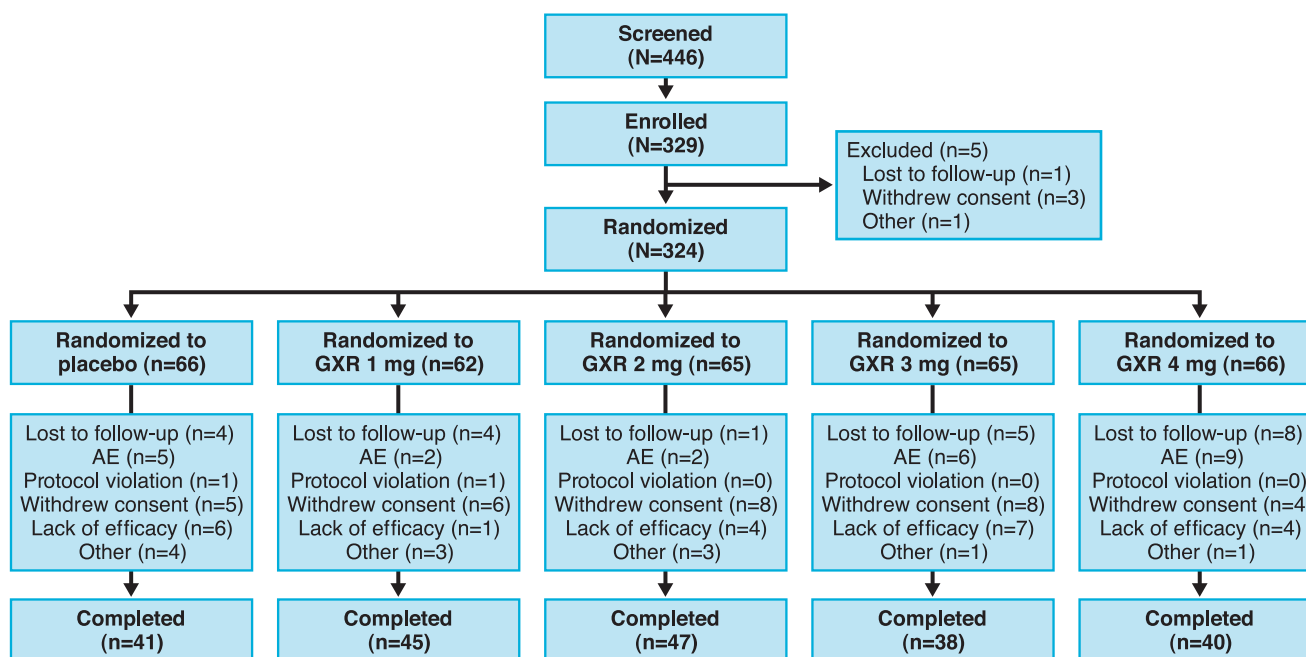 Screened
(N=446)
Enrolled
(N=329)
Excluded (n=5)
Lost to follow-up (n=1)
Withdrew consent (n=3)
Other (n=1)
Randomized
(N=324)
Randomized to
placebo (n=66)
Randomized to
GXR 1 mg (n=62)
Randomized to
GXR 2 mg (n=65)
Randomized to
GXR 3 mg (n=65)
Randomized to
GXR 4 mg (n=66)
Lost to follow-up (n=4)
AE (n=5)
Protocol violation (n=1)
Withdrew consent (n=5)
Lack of efficacy (n=6)
Other (n=4)
Lost to follow-up (n=4)
AE (n=2)
Protocol violation (n=1)
Withdrew consent (n=6)
Lack of efficacy (n=1)
Other (n=3)
Lost to follow-up (n=1)
AE (n=2)
Protocol violation (n=0)
Withdrew consent (n=8)
Lack of efficacy (n=4)
Other (n=3)
Lost to follow-up (n=5)
AE (n=6)
Protocol violation (n=0)
Withdrew consent (n=8)
Lack of efficacy (n=7)
Other (n=1)
Lost to follow-up (n=8)
AE (n=9)
Protocol violation (n=0)
Withdrew consent (n=4
Lack of efficacy (n=4)
Other (n=1)
Completed
(n=41)
Completed
(n=45)
Completed
(n=47)
Completed
(n=38)
Completed
(n=40)